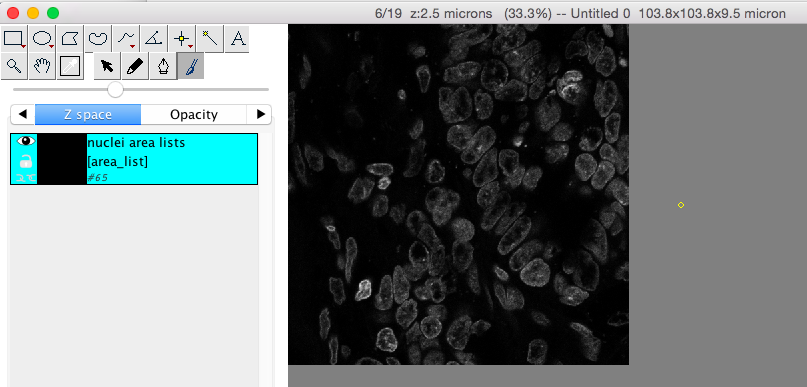 6/19 z:2.5 microns (33.3%) -- Untitled 0 103.8x103.8x9.5 micron
A
Z space Opacity
nuclei area lists
[area_list]
#65